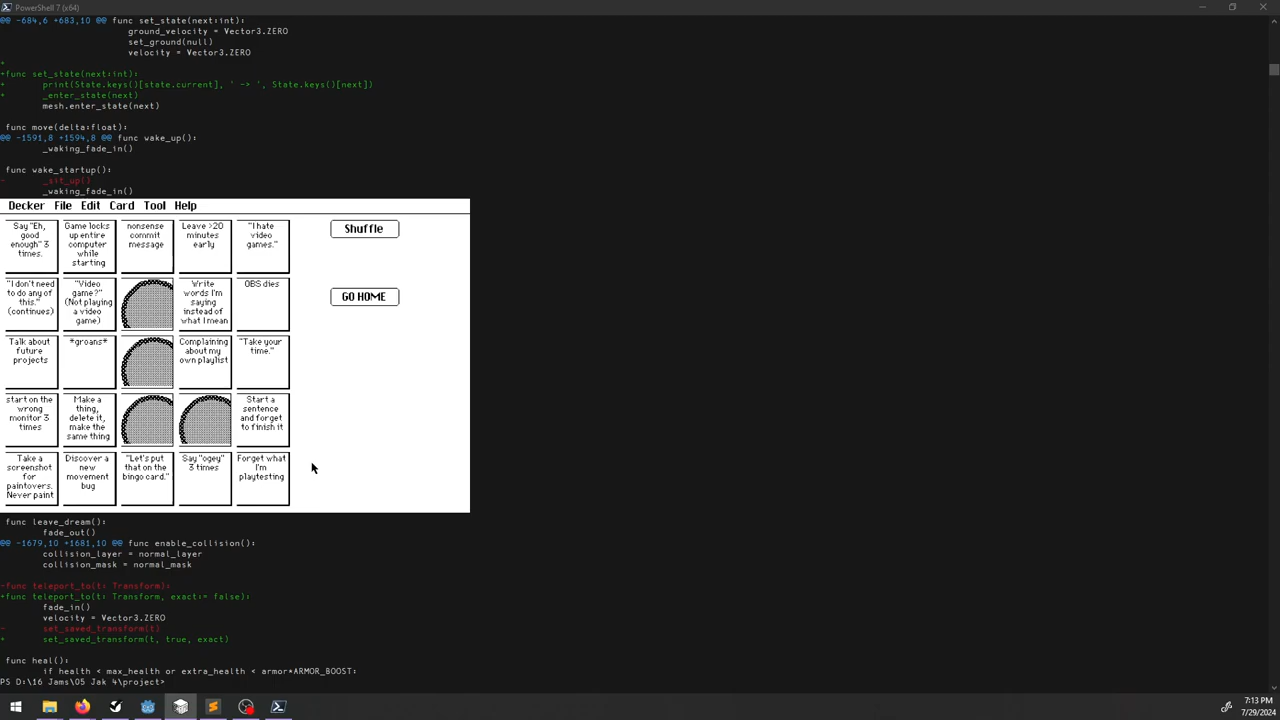 PowerShell 7 (x64)
@@ -684,6 +683,10 @@ func set_state(next:int):
ground_velocity = Vector3.ZERO
set_ground(null)
velocity = Vector3.ZERO
+
+func set_state(next:int):
+ print(State.keys()[state.current], ' -> ', State.keys()[next])
+ _enter_state(next)
mesh.enter_state(next)
func move(delta:float):
@@ -1591,8 +1594,8 @@ func wake_up():
_waking_fade_in()
func wake_startup():
- _sit_up()
_waking_fade_in()
Decker File Edit Card Tool Help
Say "Eh,
good
enough" 3
times.
Game locks
up entire
computer
while
starting
nonsense
commit
message
Leave >20
minutes
early
"I hate
video
games."
Shuffle
"I don't need
to do any of
this."
(continues)
"Video
game?"
(Not playing
a video
game)
Write
words I'm
saying
instead of
what I mean
OBS dies
GO HOME
Talk about
future
projects
*groans*
Complaining
about my
own playlist
"Take your
time."
start on the
wrong
monitor 3
times
Make a
thing,
delete it,
make the
same thing
Start a
sentence
and forget
to finish it
Take a
screenshot
for
paintovers.
Never paint
Discover a
new
movement
bug
"Let's put
that on the
bingo card."
Say "ogey"
3 times
Forget what
I'm
playtesting
func leave_dream():
fade_out()
@@ -1679,10 +1681,10 @@ func enable_collision():
collision_layer = normal_layer
collision_mask = normal_mask
-func teleport_to(t: Transform):
+func teleport_to(t: Transform, exact:= false):
fade_in()
velocity = Vector3.ZERO
- set_saved_transform(t)
+ set_saved_transform(t, true, exact)
func heal():
if health < max_health or extra_health < armor*ARMOR_BOOST:
PS D:\16 Jams\05 Jak 4\project>
7:13 PM
7/29/2024